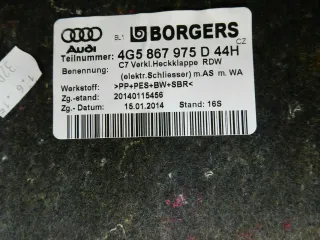 BL1 BORGERS
Audi CZ
Teilnummer: 4G5 867 975 D 44H
Benennung: C7 Verkl.Heckklappe RDW
(elektr.Schliesser) m.AS m. WA
Werkstoff: >PP+PES+BW+SBR<
Zg.-stand: 20140115456
Zg.-datum: 15.01.2014 Stand: 16S